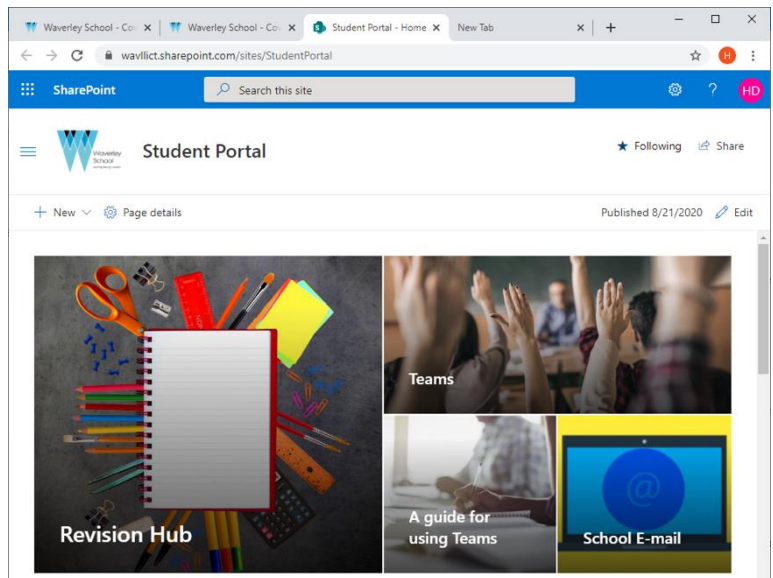 Waverley School - Co
Waverley School - Co
Student Portal - Home
New Tab
wavllict.sharepoint.com/sites/StudentPortal
H
SharePoint
Search this site
?
HD
Waverley
School
Student Portal
Following
Share
New
Page details
Published 8/21/2020
Edit
Revision Hub
Teams
A guide for
using Teams
@
School E-mail